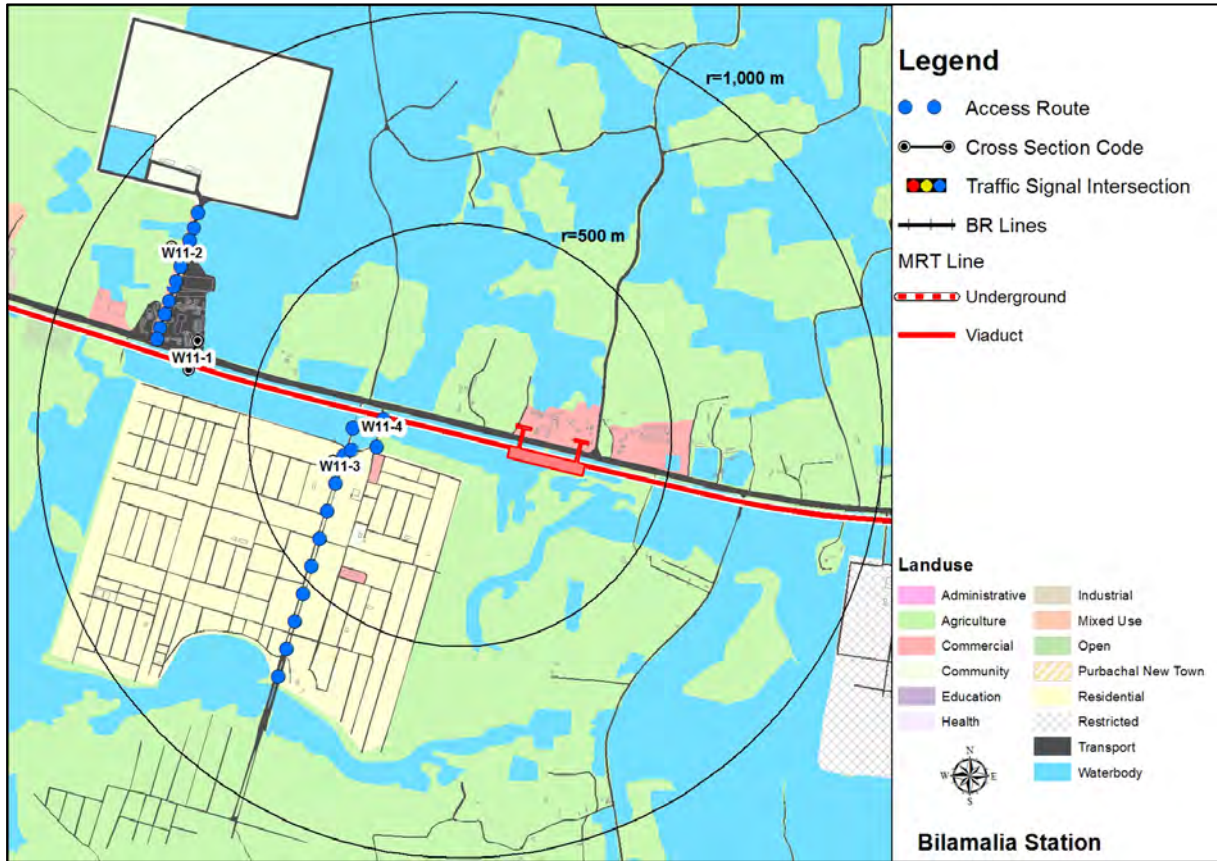 r=1,000 m
r=500 m
W11-2
W11-1
W11-4
W11-3
Legend
Access Route
Cross Section Code
Traffic Signal Intersection
BR Lines
MRT Line
Underground
Viaduct
Landuse
Administrative
Agriculture
Commercial
Community
Education
Health
Industrial
Mixed Use
Open
Purbachal New Town
Residential
Restricted
Transport
Waterbody
N
W E
S
Bilamalia Station